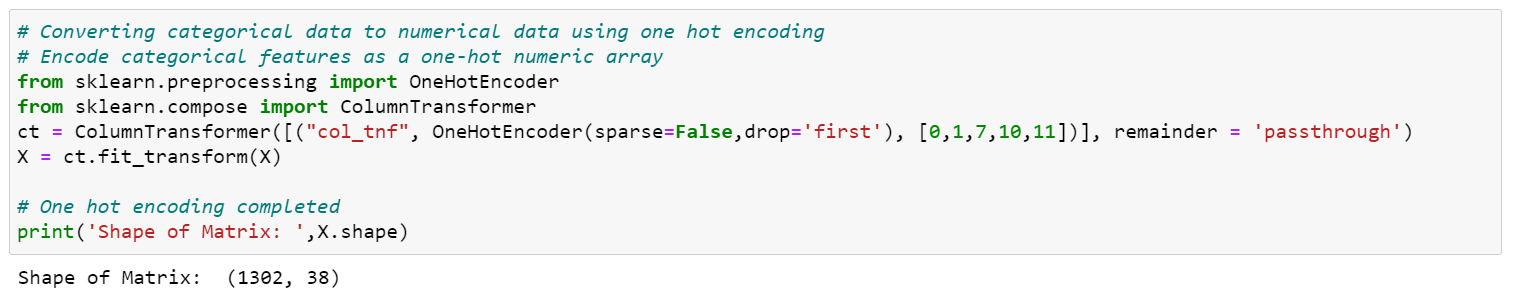 # Converting categorical data to numerical data using one hot encoding
# Encode categorical features as a one-hot numeric array
from sklearn.preprocessing import OneHotEncoder
from sklearn.compose import ColumnTransformer
ct = ColumnTransformer([("col_tnf", OneHotEncoder(sparse=False,drop='first'), [0,1,7,10,11])], remainder = 'passthrough')
X = ct.fit_transform(X)
# One hot encoding completed
print('Shape of Matrix: ',X.shape)
Shape of Matrix:  (1302, 38)